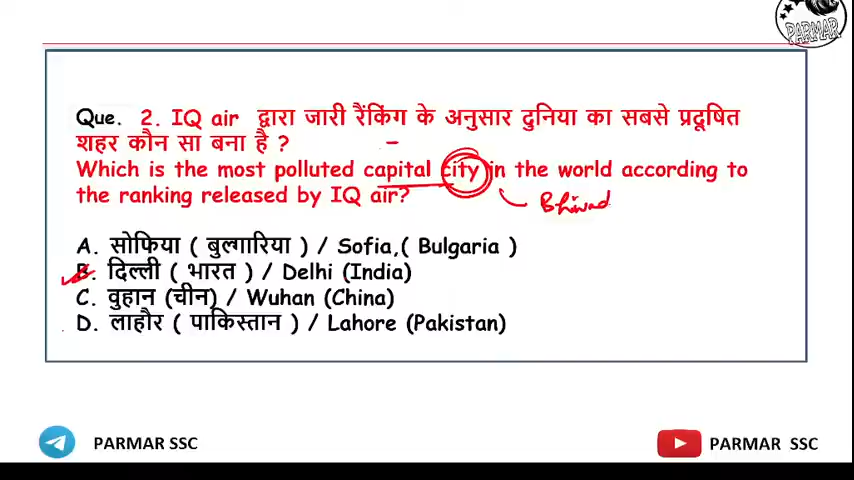 PARMAR
Que. 2. IQ air द्वारा जारी रैंकिंग के अनुसार दुनिया का सबसे प्रदूषित
शहर कौन सा बना है ?
Which is the most polluted capital city in the world according to
the ranking released by IQ air?
Bhiwad
A. सोफिया ( बुल्गारिया ) / Sofia,( Bulgaria )
B. दिल्ली ( भारत ) / Delhi (India)
C. वुहान (चीन) / Wuhan (China)
D. लाहौर ( पाकिस्तान ) / Lahore (Pakistan)
PARMAR SSC
PARMAR SSC